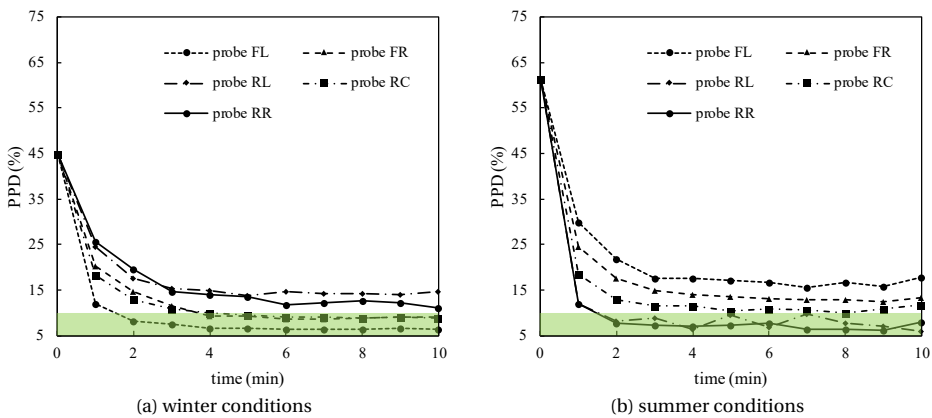 75
65
55
45
35
25
15
5
PPD (%)
probe FL
probe FR
probe RL
probe RC
probe RR
0 2 4 6 8 10
time (min)
(a) winter conditions
75
65
55
45
35
25
15
5
PPD (%)
probe FL
probe FR
probe RL
probe RC
probe RR
0 2 4 6 8 10
time (min)
(b) summer conditions